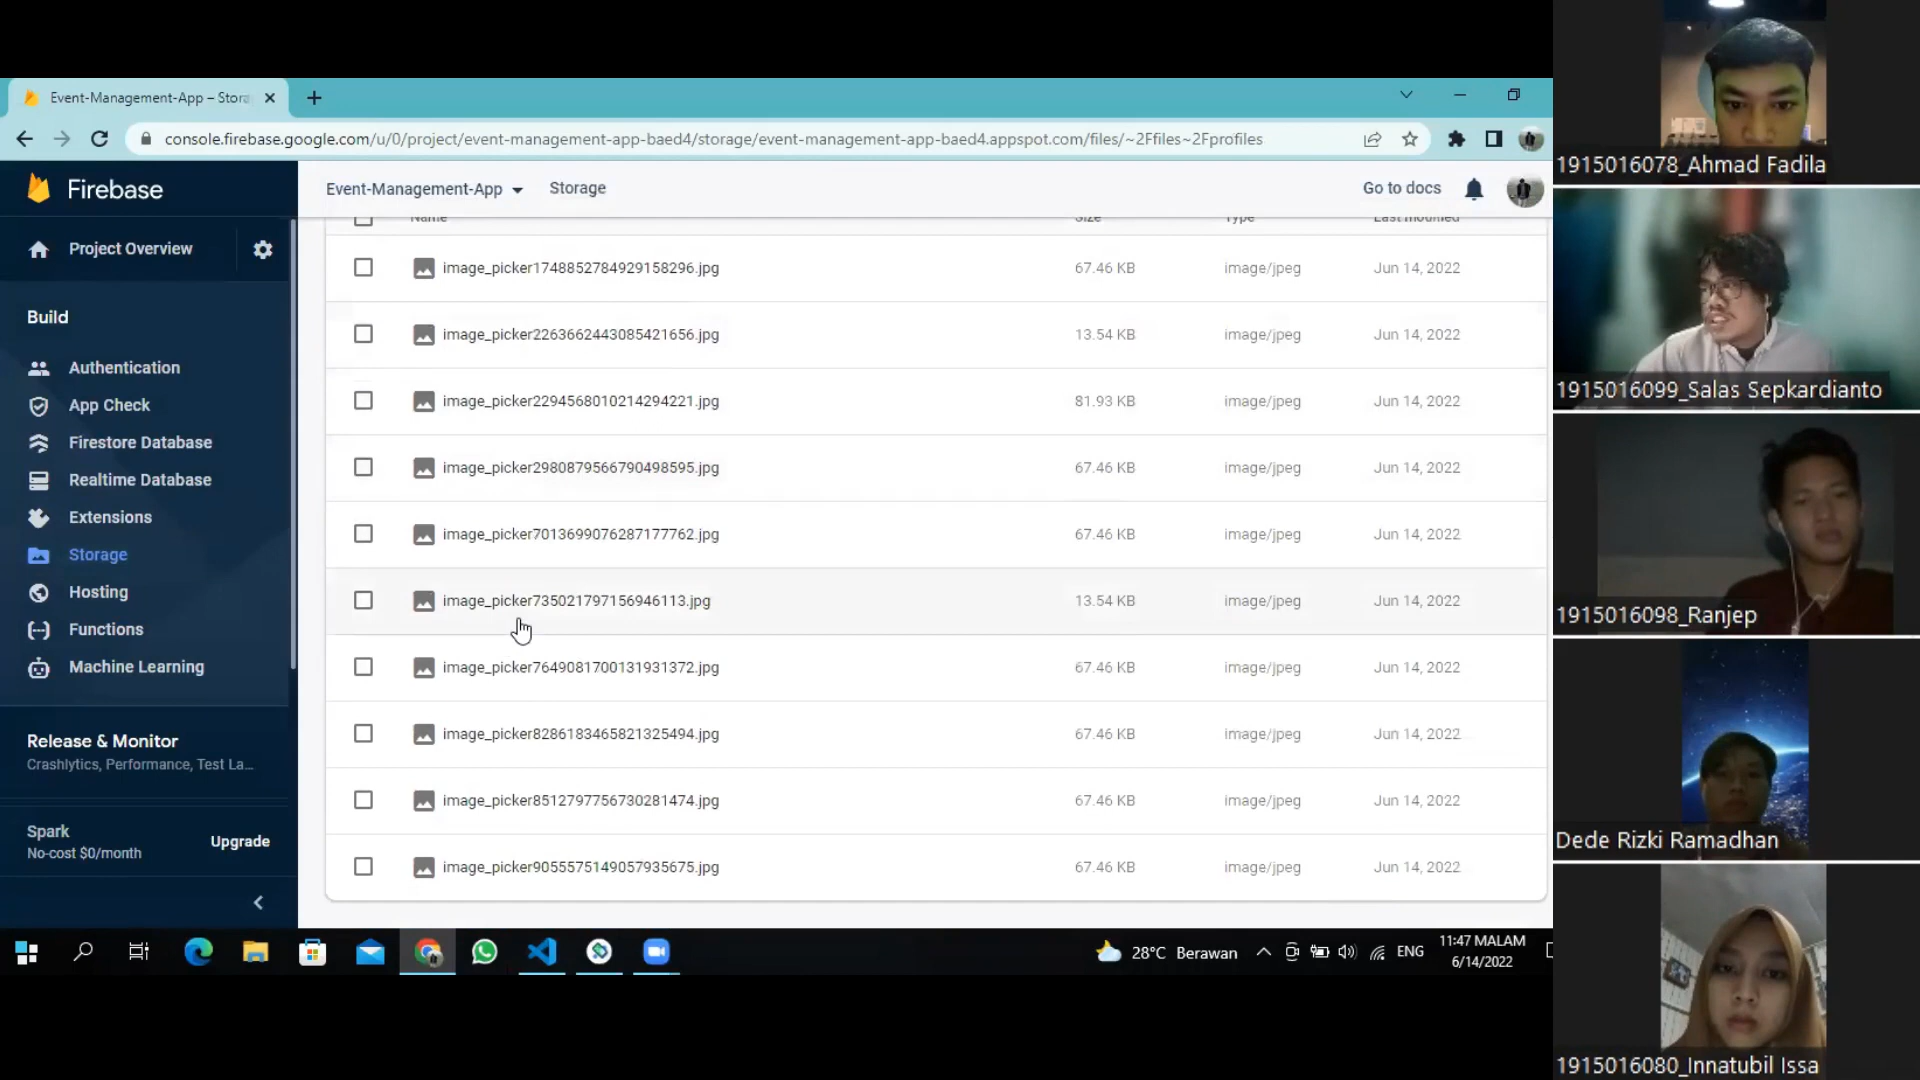 Event-Management-App – Stora
console.firebase.google.com/u/0/project/event-management-app-baed4/storage/event-management-app-baed4.appspot.com/files/~2Ffiles~2Fprofiles
Firebase
Event-Management-App
Storage
Go to docs
Project Overview
Name
Size
Type
Last modified
image_picker1748852784929158296.jpg 67.46 KB image/jpeg Jun 14, 2022
image_picker2263662443085421656.jpg 13.54 KB image/jpeg Jun 14, 2022
image_picker2294568010214294221.jpg 81.93 KB image/jpeg Jun 14, 2022
image_picker2980879566790498595.jpg 67.46 KB image/jpeg Jun 14, 2022
image_picker7013699076287177762.jpg 67.46 KB image/jpeg Jun 14, 2022
image_picker735021797156946113.jpg 13.54 KB image/jpeg Jun 14, 2022
image_picker7649081700131931372.jpg 67.46 KB image/jpeg Jun 14, 2022
image_picker8286183465821325494.jpg 67.46 KB image/jpeg Jun 14, 2022
image_picker8512797756730281474.jpg 67.46 KB image/jpeg Jun 14, 2022
image_picker9055575149057935675.jpg 67.46 KB image/jpeg Jun 14, 2022
Build
Authentication
App Check
Firestore Database
Realtime Database
Extensions
Storage
Hosting
Functions
Machine Learning
Release & Monitor
Crashlytics, Performance, Test La...
Spark
No-cost $0/month
Upgrade
28°C Berawan
ENG
11:47 MALAM
6/14/2022
1915016078_Ahmad Fadila
1915016099_Salas Sepkardianto
1915016098_Ranjep
Dede Rizki Ramadhan
1915016080_Innatubil Issa